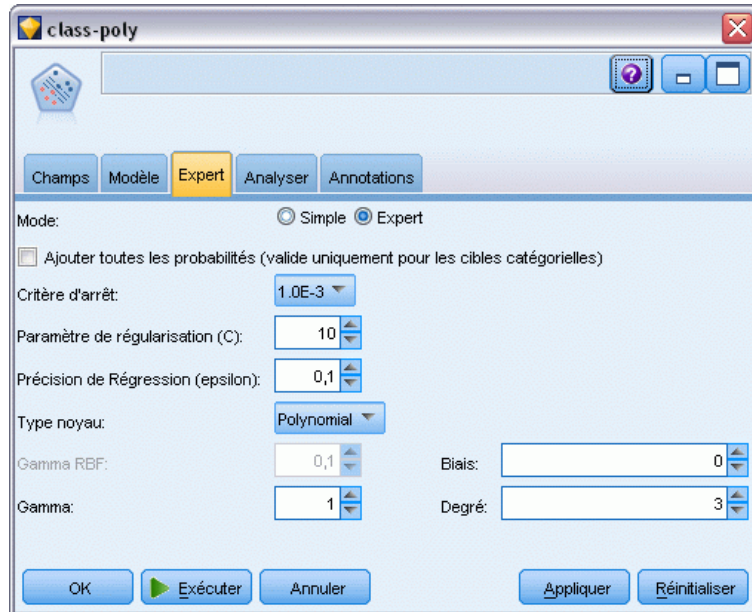 class-poly
Champs Modèle Expert Analyser Annotations
Mode: Simple Expert
Ajouter toutes les probabilités (valide uniquement pour les cibles catégorielles)
Critère d'arrêt: 1.0E-3
Paramètre de régularisation (C): 10
Précision de Régression (epsilon): 0,1
Type noyau: Polynomial
Gamma RBF: 0,1 Biais: 0
Gamma: 1 Degré: 3
OK Exécuter Annuler Appliquer Réinitialiser